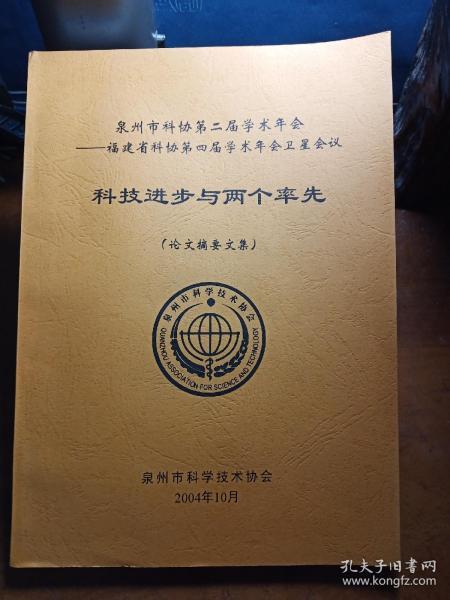 泉州市科协第二届学术年会
——福建省科协第四届学术年会卫星会议
科技进步与两个率先
(论文摘要文集)
泉州市科学技术协会
QUANZHOU ASSOCIATION FOR SCIENCE AND TECHNOLOGY
泉州市科学技术协会
2004年10月
孔夫子旧书网
www.kongfz.com